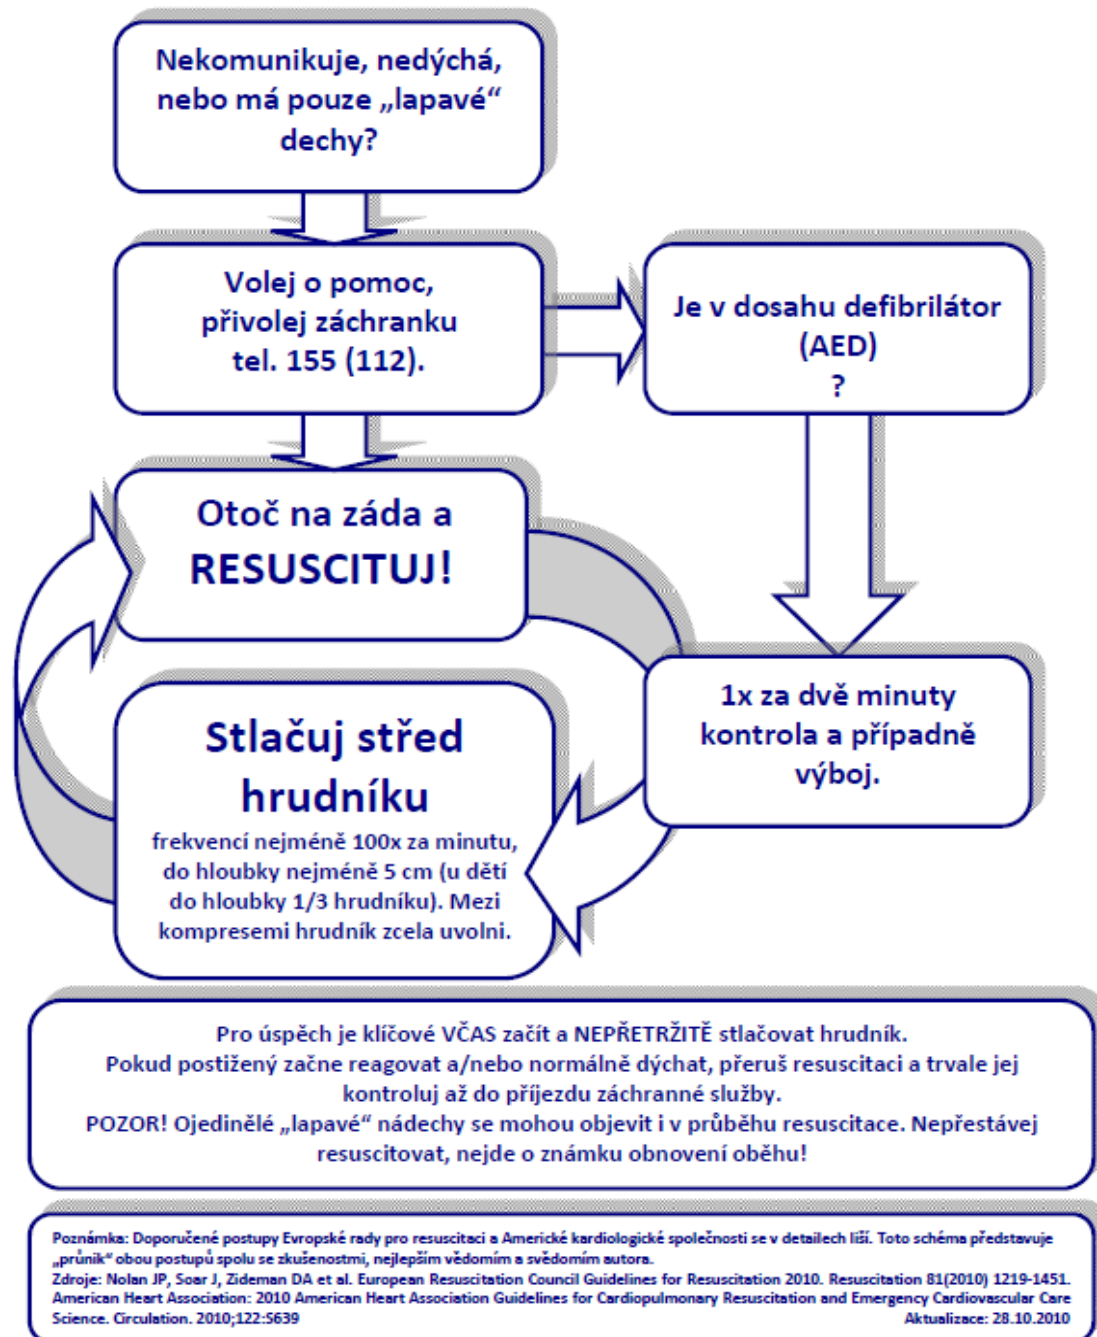 Nekomunikuje, nedýchá,
nebo má pouze „lapavé“
dechy?
Volej o pomoc,
přivolej záchranku
tel. 155 (112).
Je v dosahu defibrilátor
(AED)
?
Otoč na záda a
RESUSCITUJ!
1x za dvě minuty
kontrola a případně
výboj.
Stlačuj střed
hrudníku
frekvencí nejméně 100x za minutu,
do hloubky nejméně 5 cm (u dětí
do hloubky 1/3 hrudníku). Mezi
kompresemi hrudník zcela uvolni.
Pro úspěch je klíčové VČAS začít a NEPŘETRŽITĚ stlačovat hrudník.
Pokud postižený začne reagovat a/nebo normálně dýchat, přeruš resuscitaci a trvale jej
kontroluj až do příjezdu záchranné služby.
POZOR! Ojedinělé „lapavé“ nádechy se mohou objevit i v průběhu resuscitace. Nepřestávej
resuscitovat, nejde o známku obnovení oběhu!
Poznámka: Doporučené postupy Evropské rady pro resuscitaci a Americké kardiologické společnosti se v detailech liší. Toto schéma představuje
„průnik“ obou postupů spolu se zkušenostmi, nejlepším vědomím a svědomím autora.
Zdroje: Nolan JP, Soar J, Zideman DA et al. European Resuscitation Council Guidelines for Resuscitation 2010. Resuscitation 81(2010) 1219-1451.
American Heart Association: 2010 American Heart Association Guidelines for Cardiopulmonary Resuscitation and Emergency Cardiovascular Care
Science. Circulation. 2010;122:S639 Aktualizace: 28.10.2010